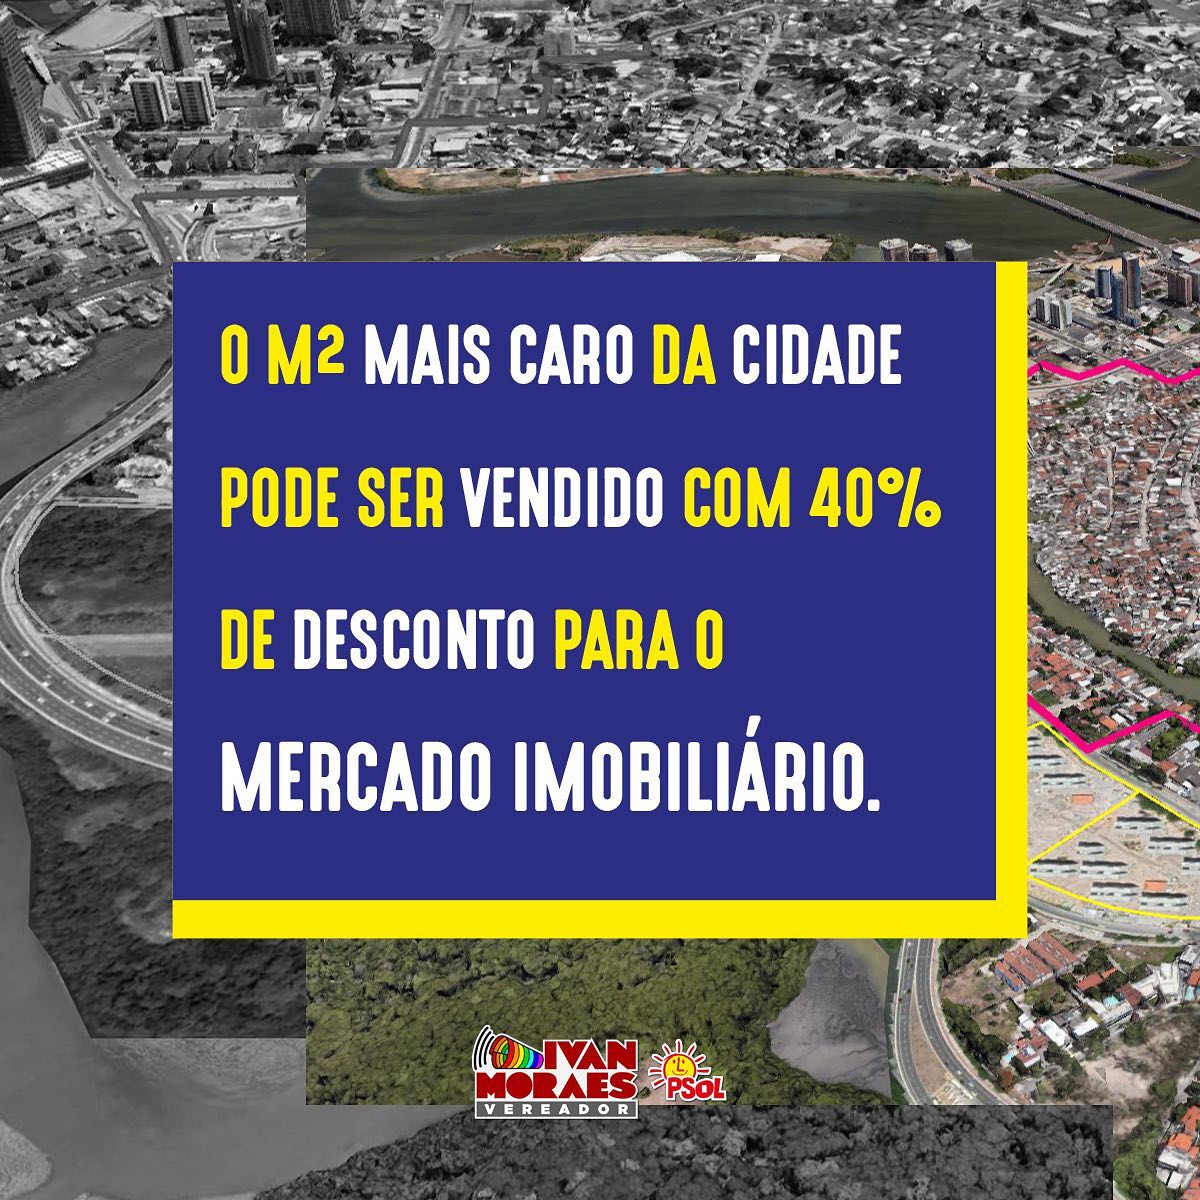 O M² MAIS CARO DA CIDADE
PODE SER VENDIDO COM 40%
DE DESCONTO PARA O
MERCADO IMOBILIÁRIO.
IVAN
MORAES
VEREADOR
PSOL